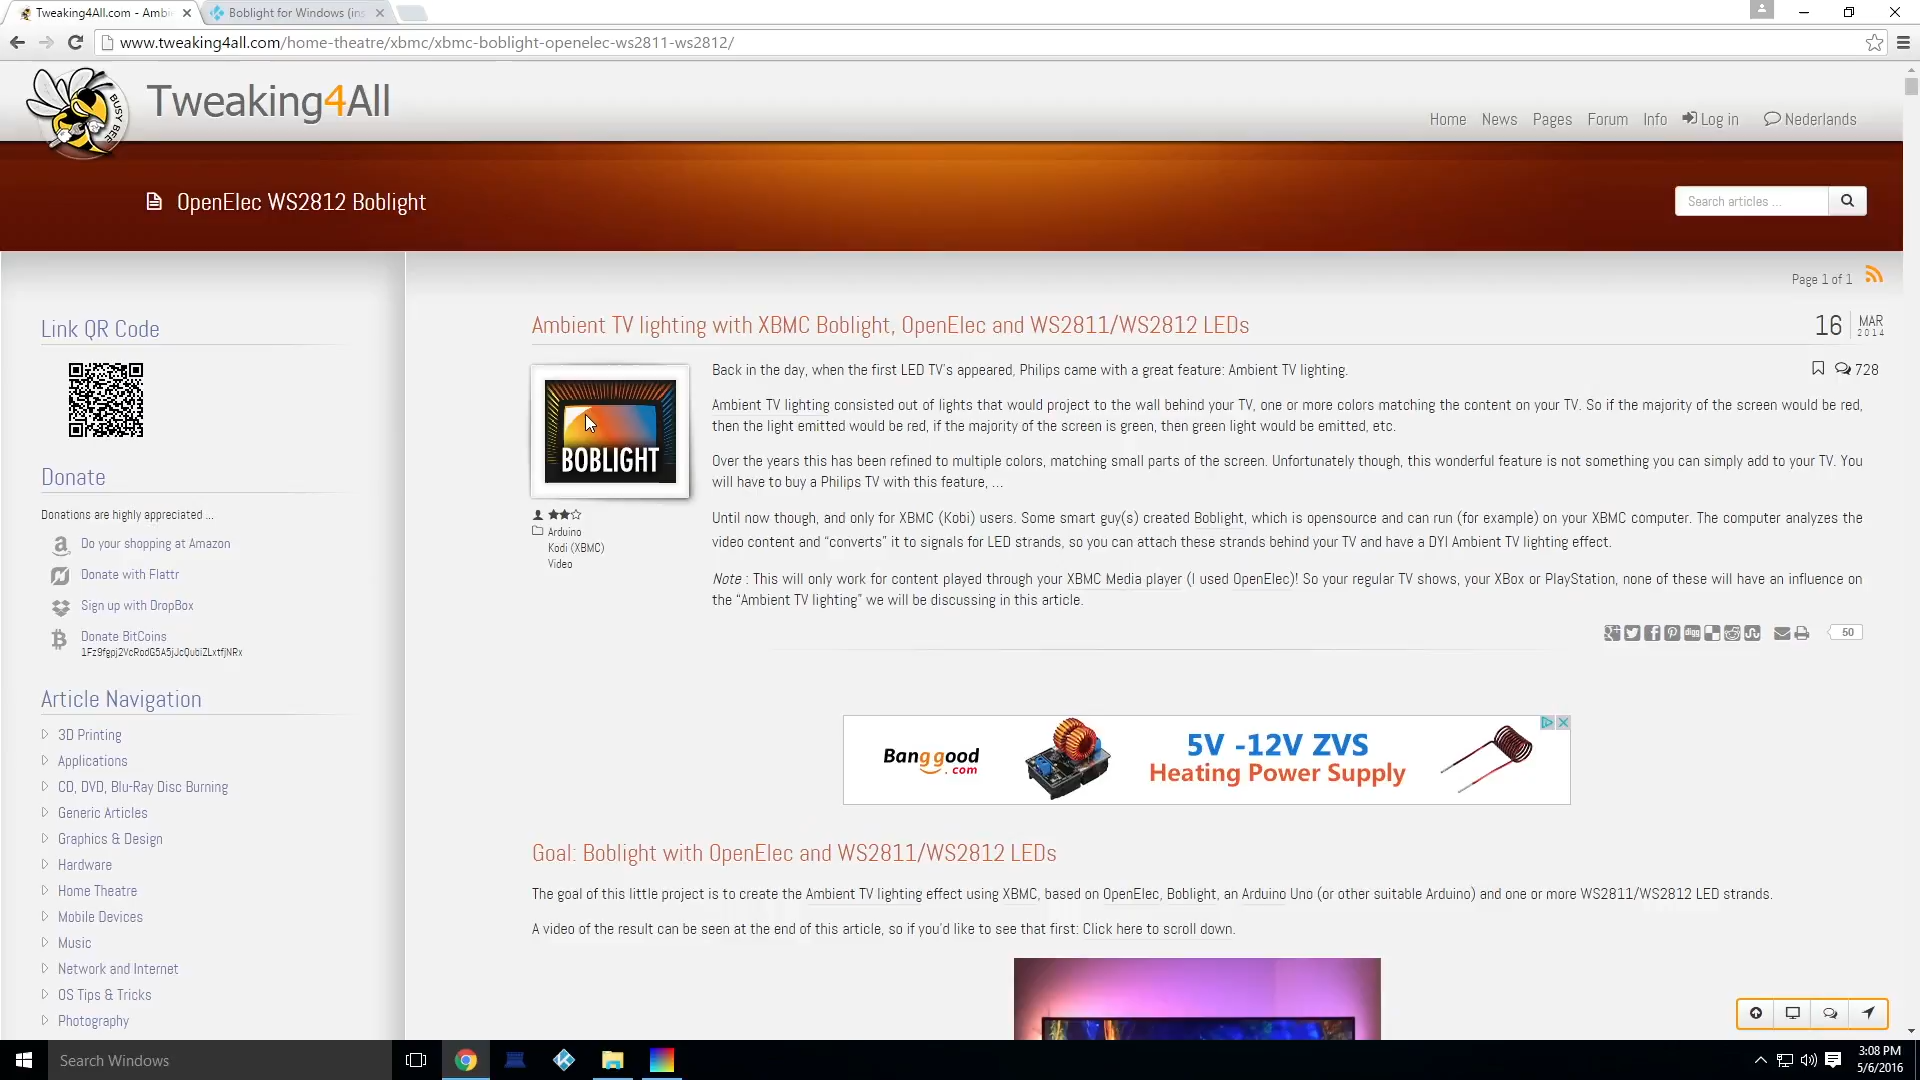 Tweaking4All.com - Ambi
Boblight for Windows (ins
www.tweaking4all.com/home-theatre/xbmc/xbmc-boblight-openelec-ws2811-ws2812/
BUSY BEE
Tweaking4All
Home News Pages Forum Info Log in Nederlands
OpenElec WS2812 Boblight
Search articles ...
Page 1 of 1
Link QR Code
Donate
Donations are highly appreciated ...
Do your shopping at Amazon
Donate with Flattr
Sign up with DropBox
Donate BitCoins
1Fz9fgpj2VcRodG5A5jJcQubiZLxtfjNRx
Article Navigation
3D Printing
Applications
CD, DVD, Blu-Ray Disc Burning
Generic Articles
Graphics & Design
Hardware
Home Theatre
Mobile Devices
Music
Network and Internet
OS Tips & Tricks
Photography
Ambient TV lighting with XBMC Boblight, OpenElec and WS2811/WS2812 LEDs
16 MAR
2014
728
BOBLIGHT
Arduino
Kodi (XBMC)
Video
Back in the day, when the first LED TV's appeared, Philips came with a great feature: Ambient TV lighting.
Ambient TV lighting consisted out of lights that would project to the wall behind your TV, one or more colors matching the content on your TV. So if the majority of the screen would be red,
then the light emitted would be red, if the majority of the screen is green, then green light would be emitted, etc.
Over the years this has been refined to multiple colors, matching small parts of the screen. Unfortunately though, this wonderful feature is not something you can simply add to your TV. You
will have to buy a Philips TV with this feature, ...
Until now though, and only for XBMC (Kobi) users. Some smart guy(s) created Boblight, which is opensource and can run (for example) on your XBMC computer. The computer analyzes the
video content and “converts” it to signals for LED strands, so you can attach these strands behind your TV and have a DYI Ambient TV lighting effect.
Note : This will only work for content played through your XBMC Media player (I used OpenElec)! So your regular TV shows, your XBox or PlayStation, none of these will have an influence on
the “Ambient TV lighting” we will be discussing in this article.
digg
50
Banggood
.com
5V -12V ZVS
Heating Power Supply
Goal: Boblight with OpenElec and WS2811/WS2812 LEDs
The goal of this little project is to create the Ambient TV lighting effect using XBMC, based on OpenElec, Boblight, an Arduino Uno (or other suitable Arduino) and one or more WS2811/WS2812 LED strands.
A video of the result can be seen at the end of this article, so if you'd like to see that first: Click here to scroll down.
Search Windows
3:08 PM
5/6/2016